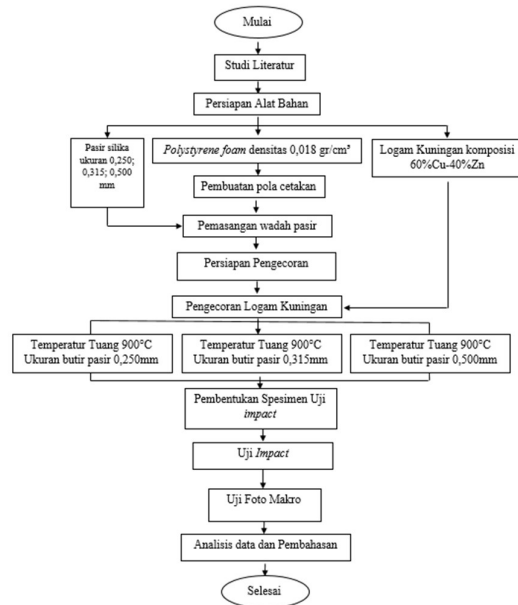 Mulai
Studi Literatur
Persiapan Alat Bahan
Pasir silika
ukuran 0,250;
0,315; 0,500
mm
Polystyrene foam densitas 0,018 gr/cm³
Logam Kuningan komposisi
60%Cu-40%Zn
Pembuatan pola cetakan
Pemasangan wadah pasir
Persiapan Pengecoran
Pengecoran Logam Kuningan
Temperatur Tuang 900°C
Ukuran butir pasir 0,250mm
Temperatur Tuang 900°C
Ukuran butir pasir 0,315mm
Temperatur Tuang 900°C
Ukuran butir pasir 0,500mm
Pembentukan Spesimen Uji
impact
Uji Impact
Uji Foto Makro
Analisis data dan Pembahasan
Selesai